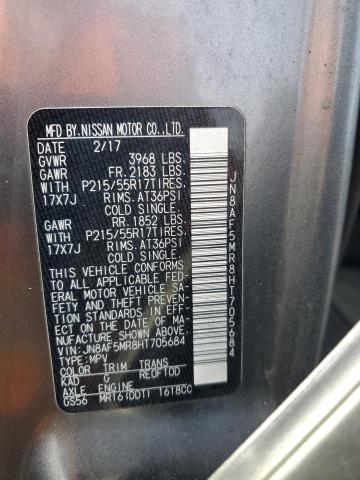 MFD BY.NISSAN MOTOR CO.,LTD.
DATE 2/17
GVWR 3968 LBS.
GAWR FR. 2183 LBS.
WITH P215/55R17TIRES,
17X7J RIMS.AT36PSI
COLD SINGLE.
GAWR RR. 1852 LBS.
WITH P215/55R17TIRES,
17X7J RIMS.AT36PSI
COLD SINGLE.
THIS VEHICLE CONFORMS
TO ALL APPLICABLE FED-
ERAL MOTOR VEHICLE SA-
FETY AND THEFT PREVEN-
TION STANDARDS IN EFF-
ECT ON THE DATE OF MA-
NUFACTURE SHOWN ABOVE.
VIN:JN8AF5MR8HT705684
TYPE:MPV
COLOR TRIM TRANS
KAD G RE0F10D
AXLE ENGINE
GS56 MR16(DDT) 1618CC
JN8AF5MR8HT705684